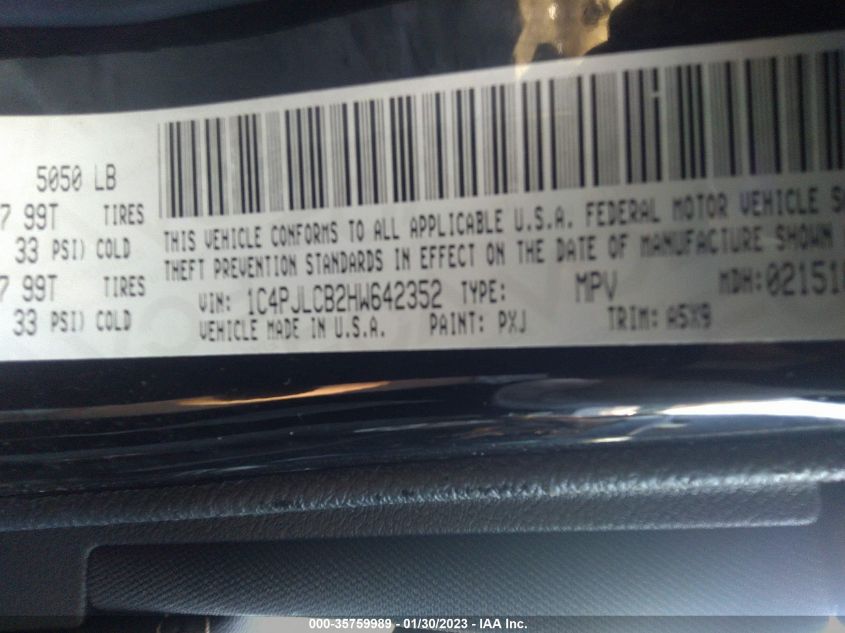 5050 LB
7 99T TIRES
33 PSI) COLD
7 99T TIRES
33 PSI) COLD
THIS VEHICLE CONFORMS TO ALL APPLICABLE U.S.A. FEDERAL MOTOR VEHICLE
THEFT PREVENTION STANDARDS IN EFFECT ON THE DATE OF MANUFACTURE SHOWN
VIN: 1C4PJLCB2HW642352 TYPE: MPV MDH:02151
VEHICLE MADE IN U.S.A. PAINT: PXJ TRIM: A5X9
000-35759989 - 01/30/2023 - IAA Inc.